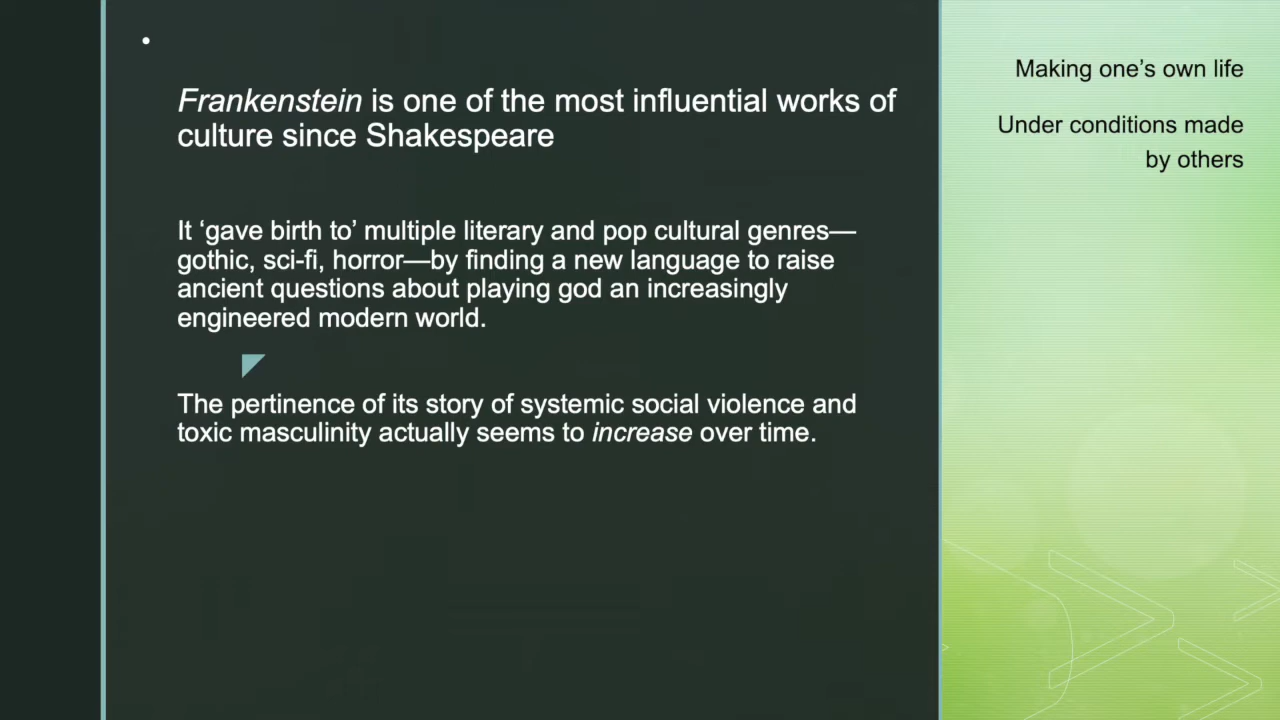 Frankenstein is one of the most influential works of
culture since Shakespeare
It ‘gave birth to’ multiple literary and pop cultural genres—
gothic, sci-fi, horror—by finding a new language to raise
ancient questions about playing god an increasingly
engineered modern world.
The pertinence of its story of systemic social violence and
toxic masculinity actually seems to increase over time.
Making one’s own life
Under conditions made
by others